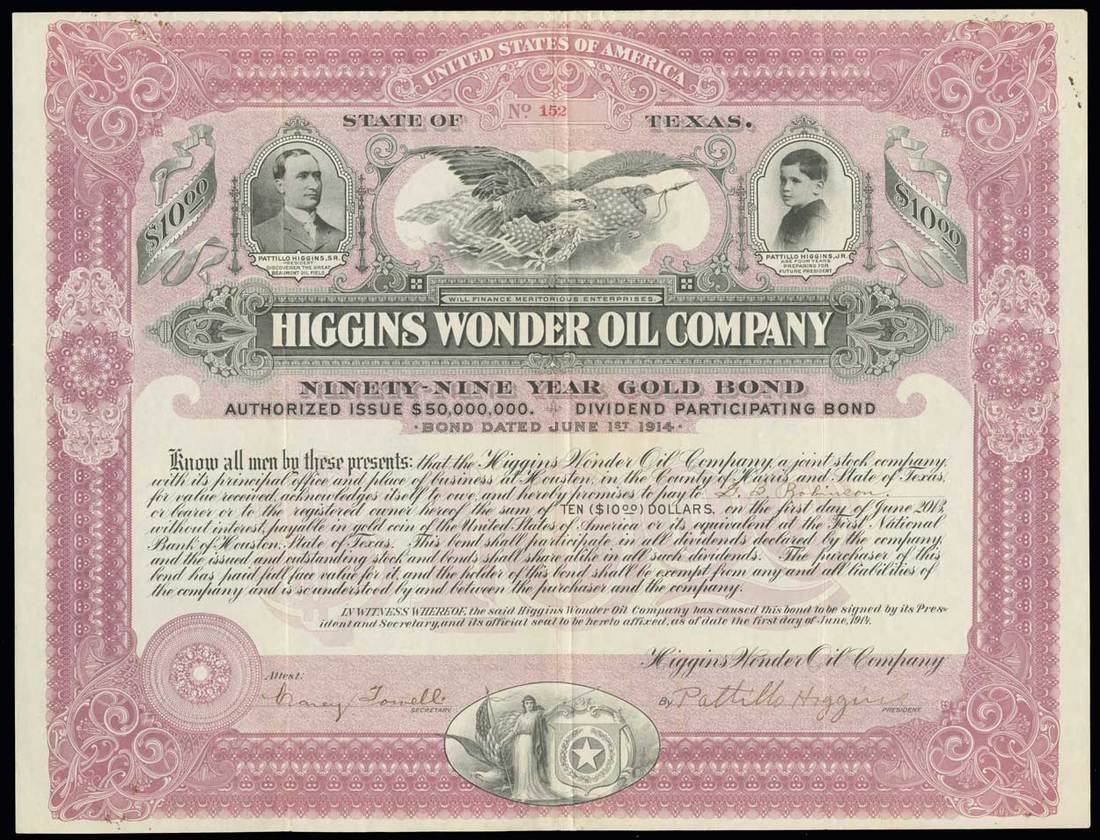 UNITED STATES OF AMERICA
No 152
STATE OF TEXAS.
$10.00
$10.00
PATTILLO HIGGINS, SR.
PRESIDENT
DISCOVERER THE GREAT
BEAUMONT OIL FIELD
PATTILLO HIGGINS, JR.
AGE FOUR YEARS
PREPARING FOR
FUTURE PRESIDENT
WILL FINANCE MERITORIOUS ENTERPRISES.
HIGGINS WONDER OIL COMPANY
NINETY-NINE YEAR GOLD BOND
AUTHORIZED ISSUE $50,000,000. DIVIDEND PARTICIPATING BOND
BOND DATED JUNE 1ST 1914
Know all men by these presents: that the Higgins Wonder Oil Company, a joint stock company,
with its principal office and place of business at Houston, in the County of Harris and State of Texas,
for value received, acknowledges itself to owe, and hereby promises to pay to Robinson.
or bearer or to the registered owner hereof the sum of TEN ($10.00) DOLLARS, on the first day of June 2013,
without interest, payable in gold coin of the United States of America or its equivalent at the First National
Bank of Houston, State of Texas. This bond shall participate in all dividends declared by the company,
and the issued and outstanding stock and bonds shall share alike in all such dividends. The purchaser of this
bond has paid full face value for it, and the holder of this bond shall be exempt from any and all liabilities of
the company and is so understood by and between the purchaser and the company.
IN WITNESS WHEREOF, the said Higgins Wonder Oil Company has caused this bond to be signed by its Pres-
ident and Secretary, and its official seal to be hereto affixed, as of date the first day of June, 1914.
Higgins Wonder Oil Company
Attest:
SECRETARY
By Pattillo Higgins
PRESIDENT